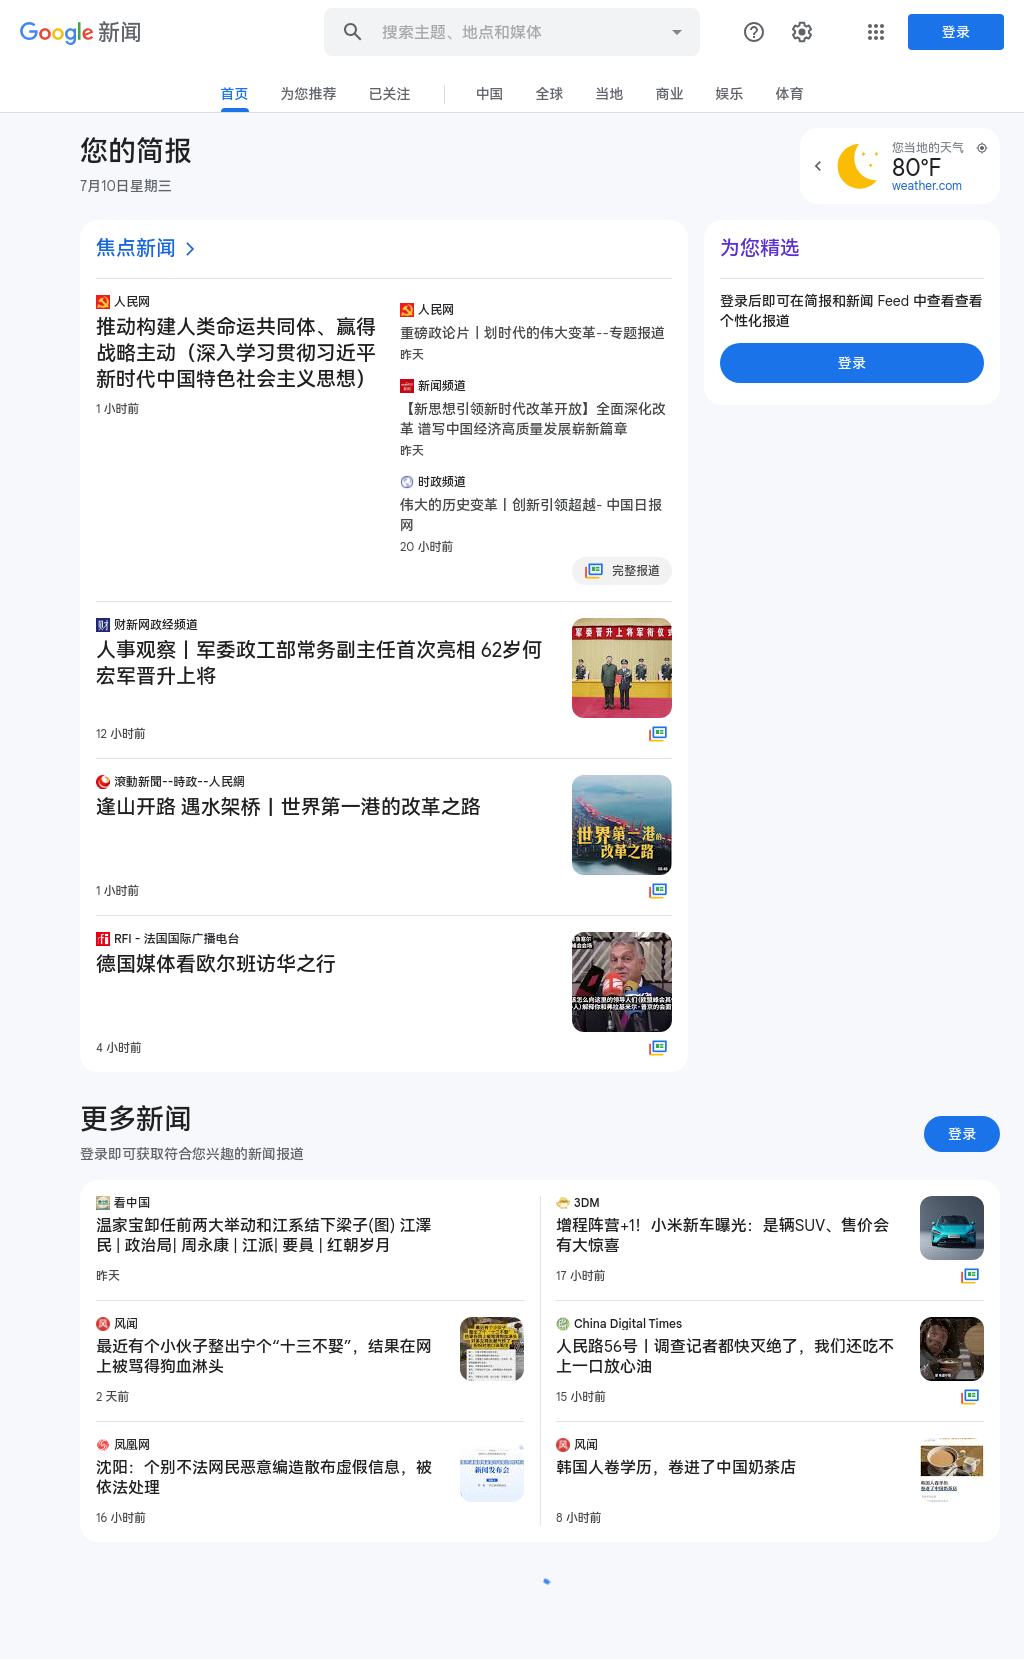 Google 新闻
搜索主题、地点和媒体
登录
首页
为您推荐
已关注
中国
全球
当地
商业
娱乐
体育
您的简报
7月10日星期三
您当地的天气
80°F
weather.com
焦点新闻
人民网
推动构建人类命运共同体、赢得
战略主动（深入学习贯彻习近平
新时代中国特色社会主义思想）
1 小时前
人民网
重磅政论片丨划时代的伟大变革--专题报道
昨天
新闻频道
【新思想引领新时代改革开放】全面深化改
革 谱写中国经济高质量发展崭新篇章
昨天
时政频道
伟大的历史变革丨创新引领超越- 中国日报
网
20 小时前
完整报道
为您精选
登录后即可在简报和新闻 Feed 中查看查看
个性化报道
登录
财新网政经频道
人事观察丨军委政工部常务副主任首次亮相 62岁何
宏军晋升上将
12 小时前
军委晋升上将军衔仪式
滾動新聞--時政--人民網
逢山开路 遇水架桥丨世界第一港的改革之路
1 小时前
世界第一港的
改革之路
RFI - 法国国际广播电台
德国媒体看欧尔班访华之行
4 小时前
更多新闻
登录即可获取符合您兴趣的新闻报道
登录
看中国
温家宝卸任前两大举动和江系结下梁子(图) 江澤
民 | 政治局| 周永康 | 江派| 要員 | 红朝岁月
昨天
风闻
最近有个小伙子整出宁个“十三不娶”，结果在网
上被骂得狗血淋头
2 天前
凤凰网
沈阳：个别不法网民恶意编造散布虚假信息，被
依法处理
16 小时前
新闻发布会
3DM
增程阵营+1！小米新车曝光：是辆SUV、售价会
有大惊喜
17 小时前
China Digital Times
人民路56号丨调查记者都快灭绝了，我们还吃不
上一口放心油
15 小时前
风闻
韩国人卷学历，卷进了中国奶茶店
8 小时前